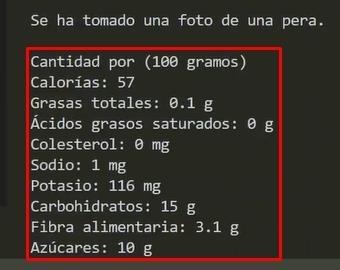 Se ha tomado una foto de una pera.
Cantidad por (100 gramos)
Calorías: 57
Grasas totales: 0.1 g
Ácidos grasos saturados: 0 g
Colesterol: 0 mg
Sodio: 1 mg
Potasio: 116 mg
Carbohidratos: 15 g
Fibra alimentaria: 3.1 g
Azúcares: 10 g